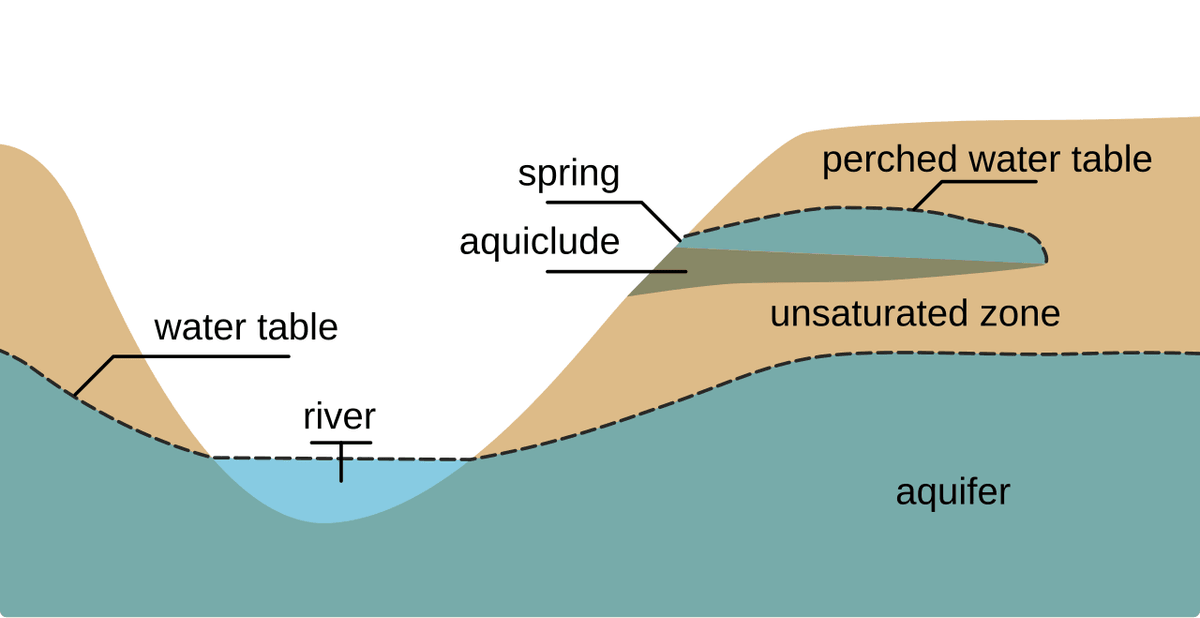 perched water table
spring
aquiclude
unsaturated zone
water table
river
aquifer